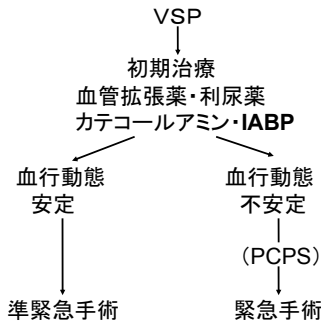 VSP
初期治療
血管拡張薬・利尿薬
カテコールアミン・IABP
血行動態
安定
血行動態
不安定
(PCPS)
準緊急手術
緊急手術